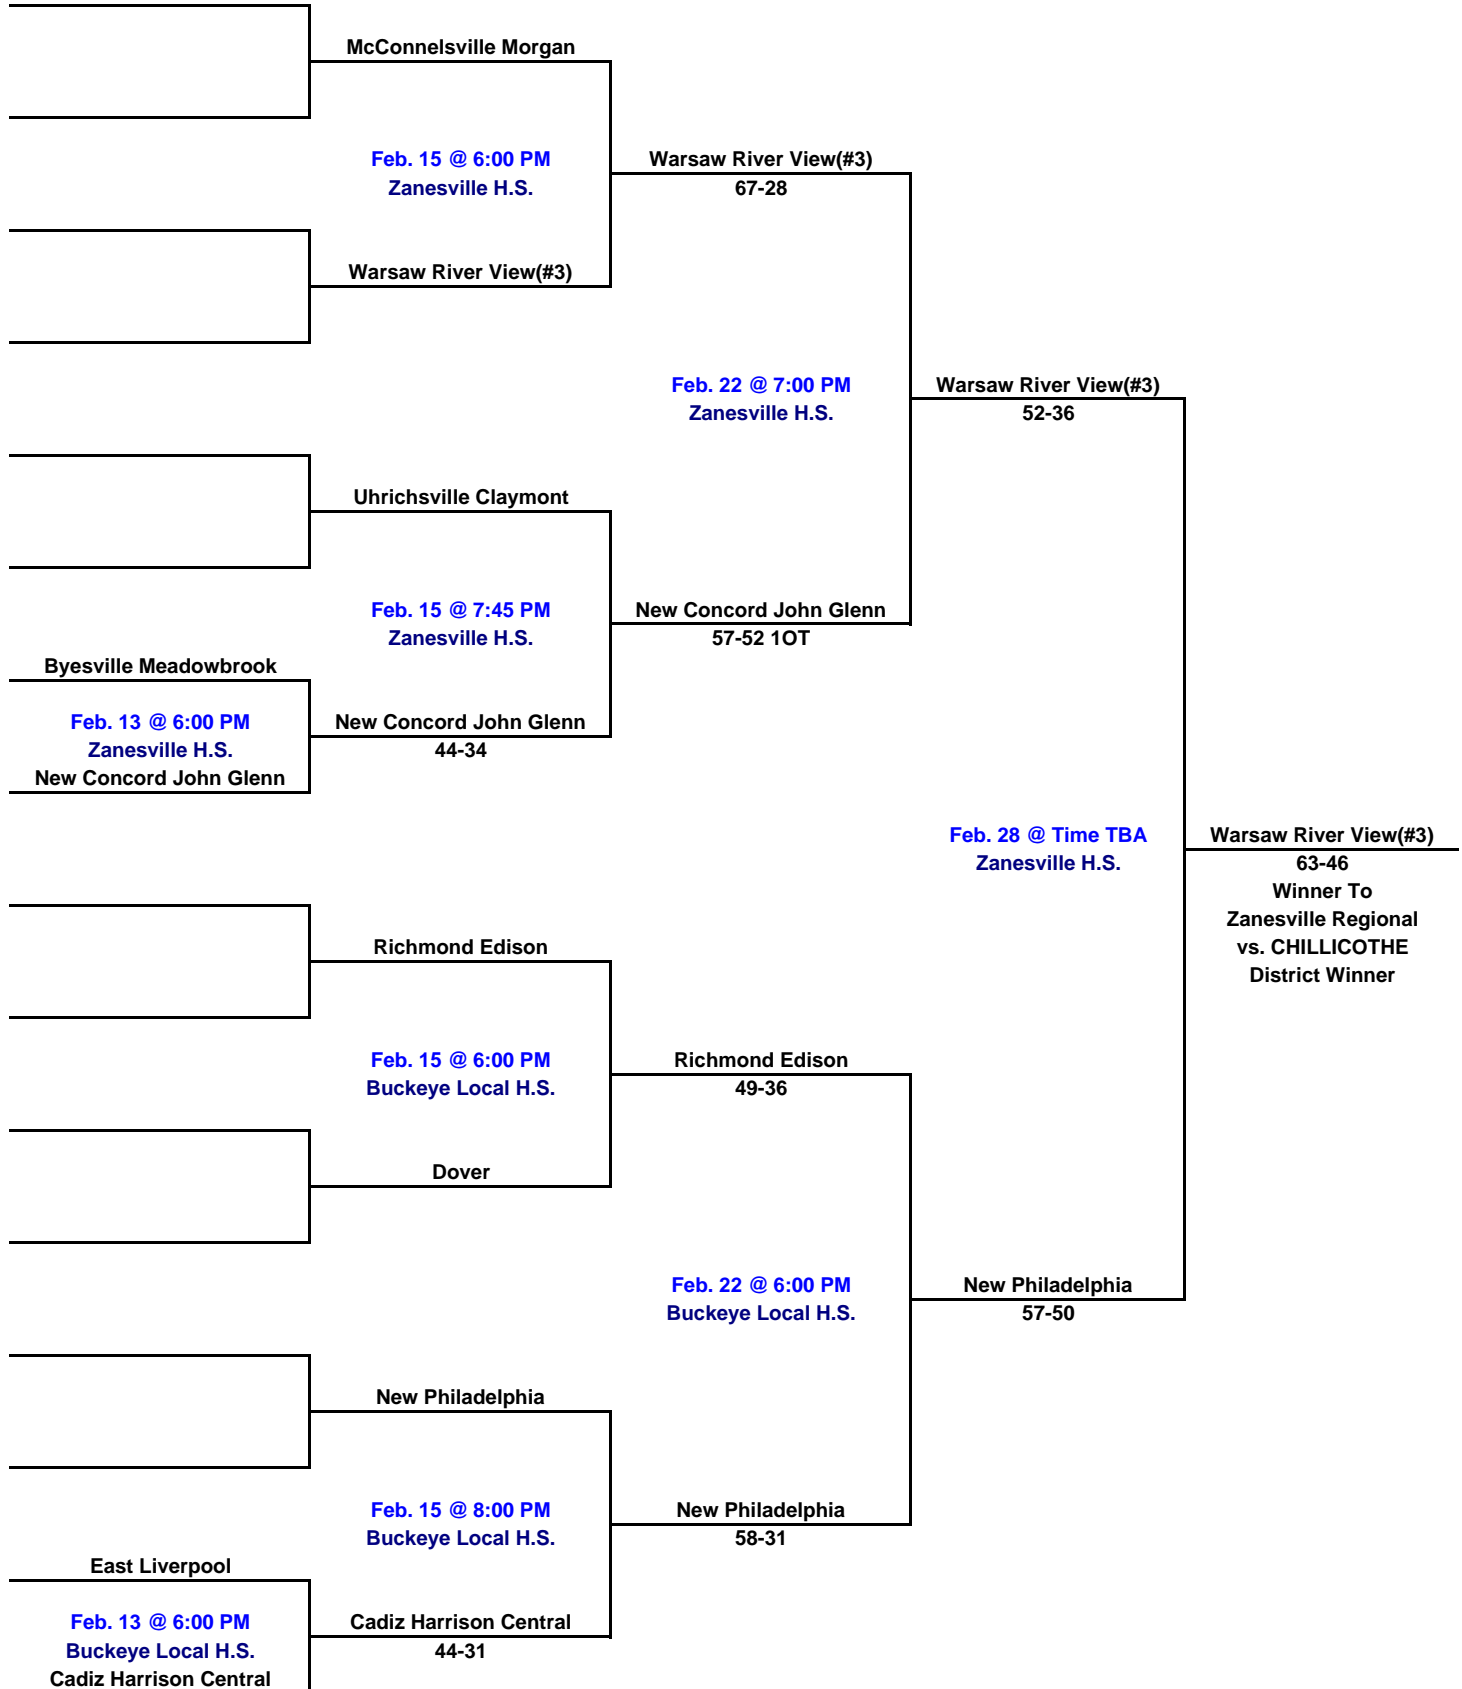 McConnelsville Morgan
Feb. 15 @ 6:00 PM
Zanesville H.S.
Warsaw River View(#3)
67-28
Warsaw River View(#3)
Feb. 22 @ 7:00 PM
Zanesville H.S.
Warsaw River View(#3)
52-36
Uhrichsville Claymont
Feb. 15 @ 7:45 PM
Zanesville H.S.
New Concord John Glenn
57-52 1OT
Byesville Meadowbrook
Feb. 13 @ 6:00 PM
Zanesville H.S.
New Concord John Glenn
New Concord John Glenn
44-34
Feb. 28 @ Time TBA
Zanesville H.S.
Warsaw River View(#3)
63-46
Winner To
Zanesville Regional
vs. CHILLICOTHE
District Winner
Richmond Edison
Feb. 15 @ 6:00 PM
Buckeye Local H.S.
Richmond Edison
49-36
Dover
Feb. 22 @ 6:00 PM
Buckeye Local H.S.
New Philadelphia
57-50
New Philadelphia
Feb. 15 @ 8:00 PM
Buckeye Local H.S.
New Philadelphia
58-31
East Liverpool
Feb. 13 @ 6:00 PM
Buckeye Local H.S.
Cadiz Harrison Central
Cadiz Harrison Central
44-31